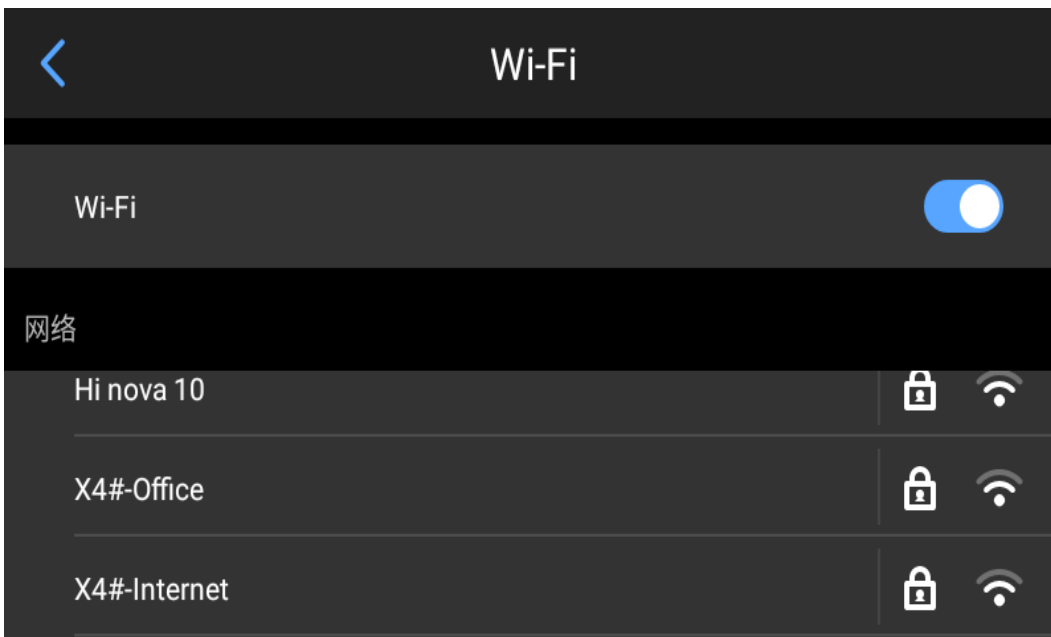 Wi-Fi
Wi-Fi
网络
Hi nova 10
X4#-Office
X4#-Internet